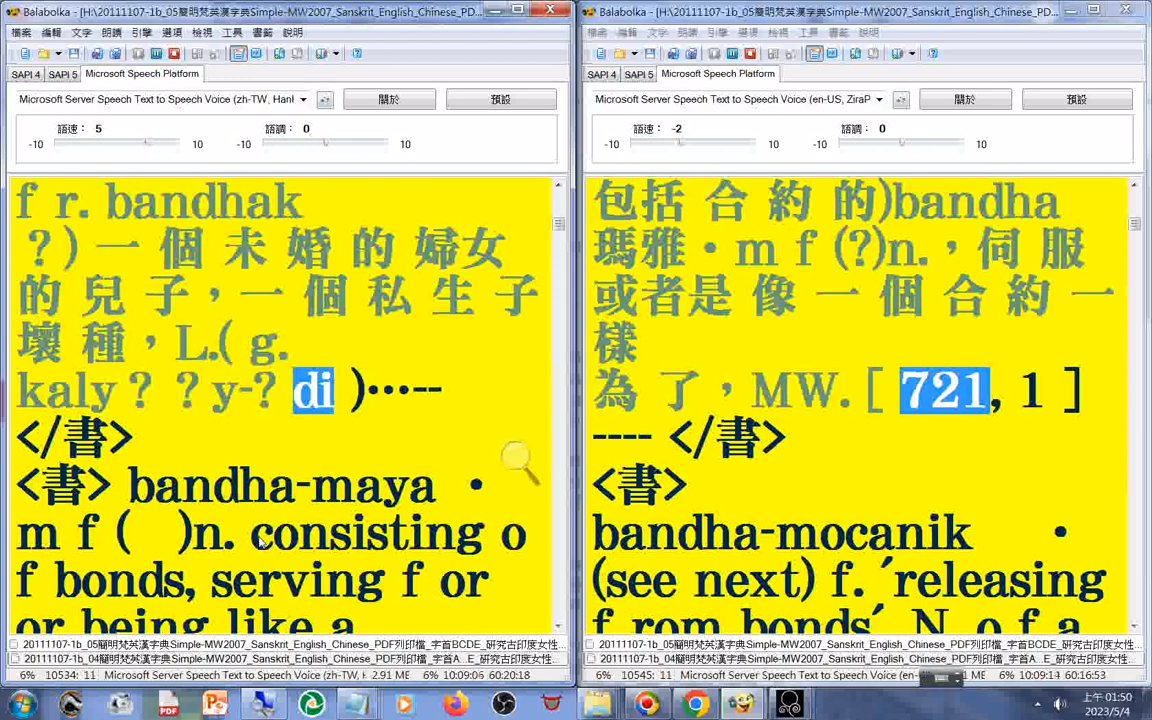 Balabolka - [H:\20111107-1b_05簡明梵英漢字典Simple-MW2007_Sanskrit_English_Chinese_PD...
檔案 編輯 文字 朗讀 引擎 選項 檢視 工具 書籤 說明
SAPI 4 SAPI 5 Microsoft Speech Platform
Microsoft Server Speech Text to Speech Voice (zh-TW, Hanl 關於 預設
語速： 5 語調： 0
-10 10 -10 10
f r. bandhak
？) 一 個 未 婚 的 婦女
的 兒 子，一 個 私 生 子
壞 種，L.( g.
kaly？？y-？ di )…--
</書>
<書> bandha-maya ・
m f ( )n. consisting o
f bonds, serving f or
or being like a
20111107-1b_05簡明梵英漢字典Simple-MW2007_Sanskrit_English_Chinese_PDF列印檔_字首BCDE_研究古印度女性...
20111107-1b_04簡明梵英漢字典Simple-MW2007_Sanskrit_English_Chinese_PDF列印檔_字首A...E_研究古印度女性...
6% 10534: 11 Microsoft Server Speech Text to Speech Voice (zh-TW, H 2.91 ME 6% 10:09:06 60:20:18
Balabolka - [H:\20111107-1b_05簡明梵英漢字典Simple-MW2007_Sanskrit_English_Chinese_PD...
檔案 編輯 文字 朗讀 引擎 選項 檢視 工具 書籤 說明
SAPI 4 SAPI 5 Microsoft Speech Platform
Microsoft Server Speech Text to Speech Voice (en-US, ZiraP 關於 預設
語速： -2 語調： 0
-10 10 -10 10
包括 合 約 的)bandha
瑪雅・m f (?)n.，伺 服
或者是 像 一 個 合 約 一
樣
為 了，MW. [ 721, 1 ]
---- </書>
<書>
bandha-mocanik ・
(see next) f. ´releasing
f rom bonds´ N. o f a
20111107-1b_05簡明梵英漢字典Simple-MW2007_Sanskrit_English_Chinese_PDF列印檔_字首BCDE_研究古印度女性...
20111107-1b_04簡明梵英漢字典Simple-MW2007_Sanskrit_English_Chinese_PDF列印檔_字首A...E_研究古印度女性...
6% 10545: 11 Microsoft Server Speech Text to Speech 6% 10:09:14 60:16:53
上午 01:50
2023/5/4